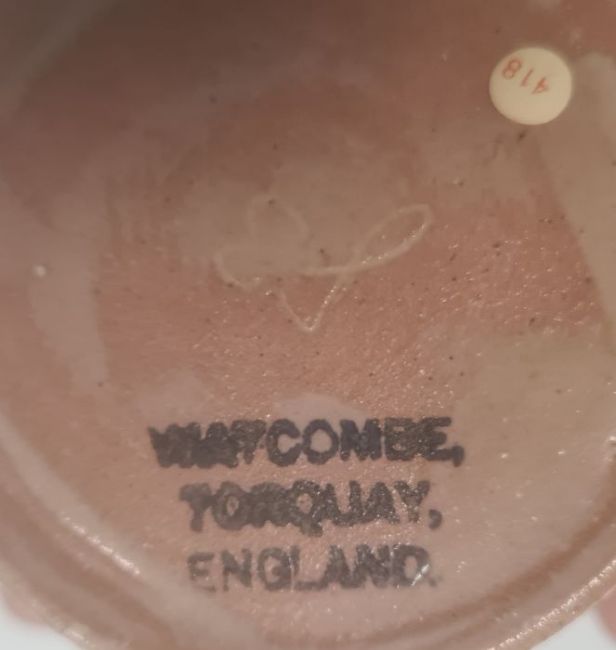 418
WATCOMBE,
TORQUAY,
ENGLAND.